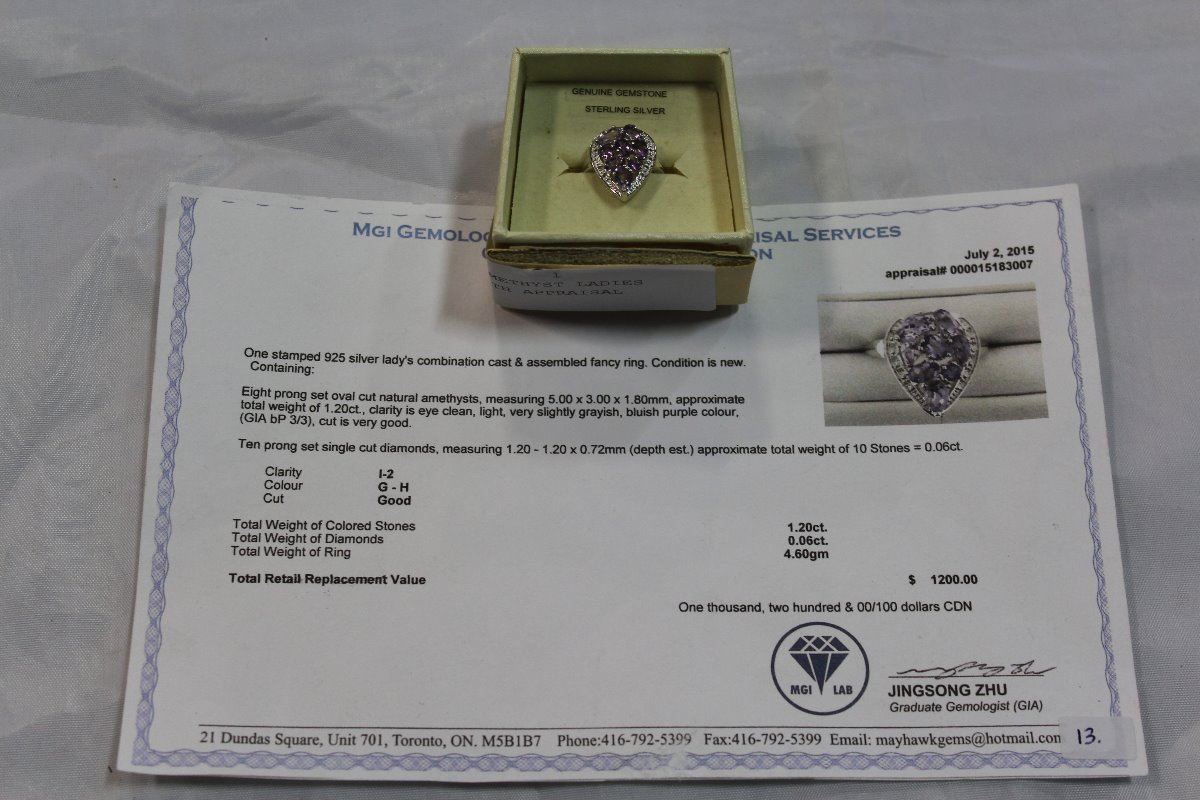 GENUINE GEMSTONE
STERLING SILVER
1
LADIES
APPRAISAL
MGI APPRAISAL SERVICES
July 2, 2015
appraisal# 000015183007
One stamped 925 silver lady's combination cast & assembled fancy ring. Condition is new.
Containing:
Eight prong set oval cut natural amethysts, measuring 5.00 x 3.00 x 1.80mm, approximate
total weight of 1.20ct., clarity is eye clean, light, very slightly grayish, bluish purple colour,
(GIA bP 3/3), cut is very good.
Ten prong set single cut diamonds, measuring 1.20 - 1.20 x 0.72mm (depth est.) approximate total weight of 10 Stones = 0.06ct.
Clarity I-2
Colour G - H
Cut Good
Total Weight of Colored Stones 1.20ct.
Total Weight of Diamonds 0.06ct.
Total Weight of Ring 4.60gm
Total Retail Replacement Value $ 1200.00
One thousand, two hundred & 00/100 dollars CDN
MGI LAB
JINGSONG ZHU
Graduate Gemologist (GIA)
21 Dundas Square, Unit 701, Toronto, ON. M5B1B7 Phone:416-792-5399 Fax:416-792-5399 Email: mayhawkgems@hotmail.com
13.